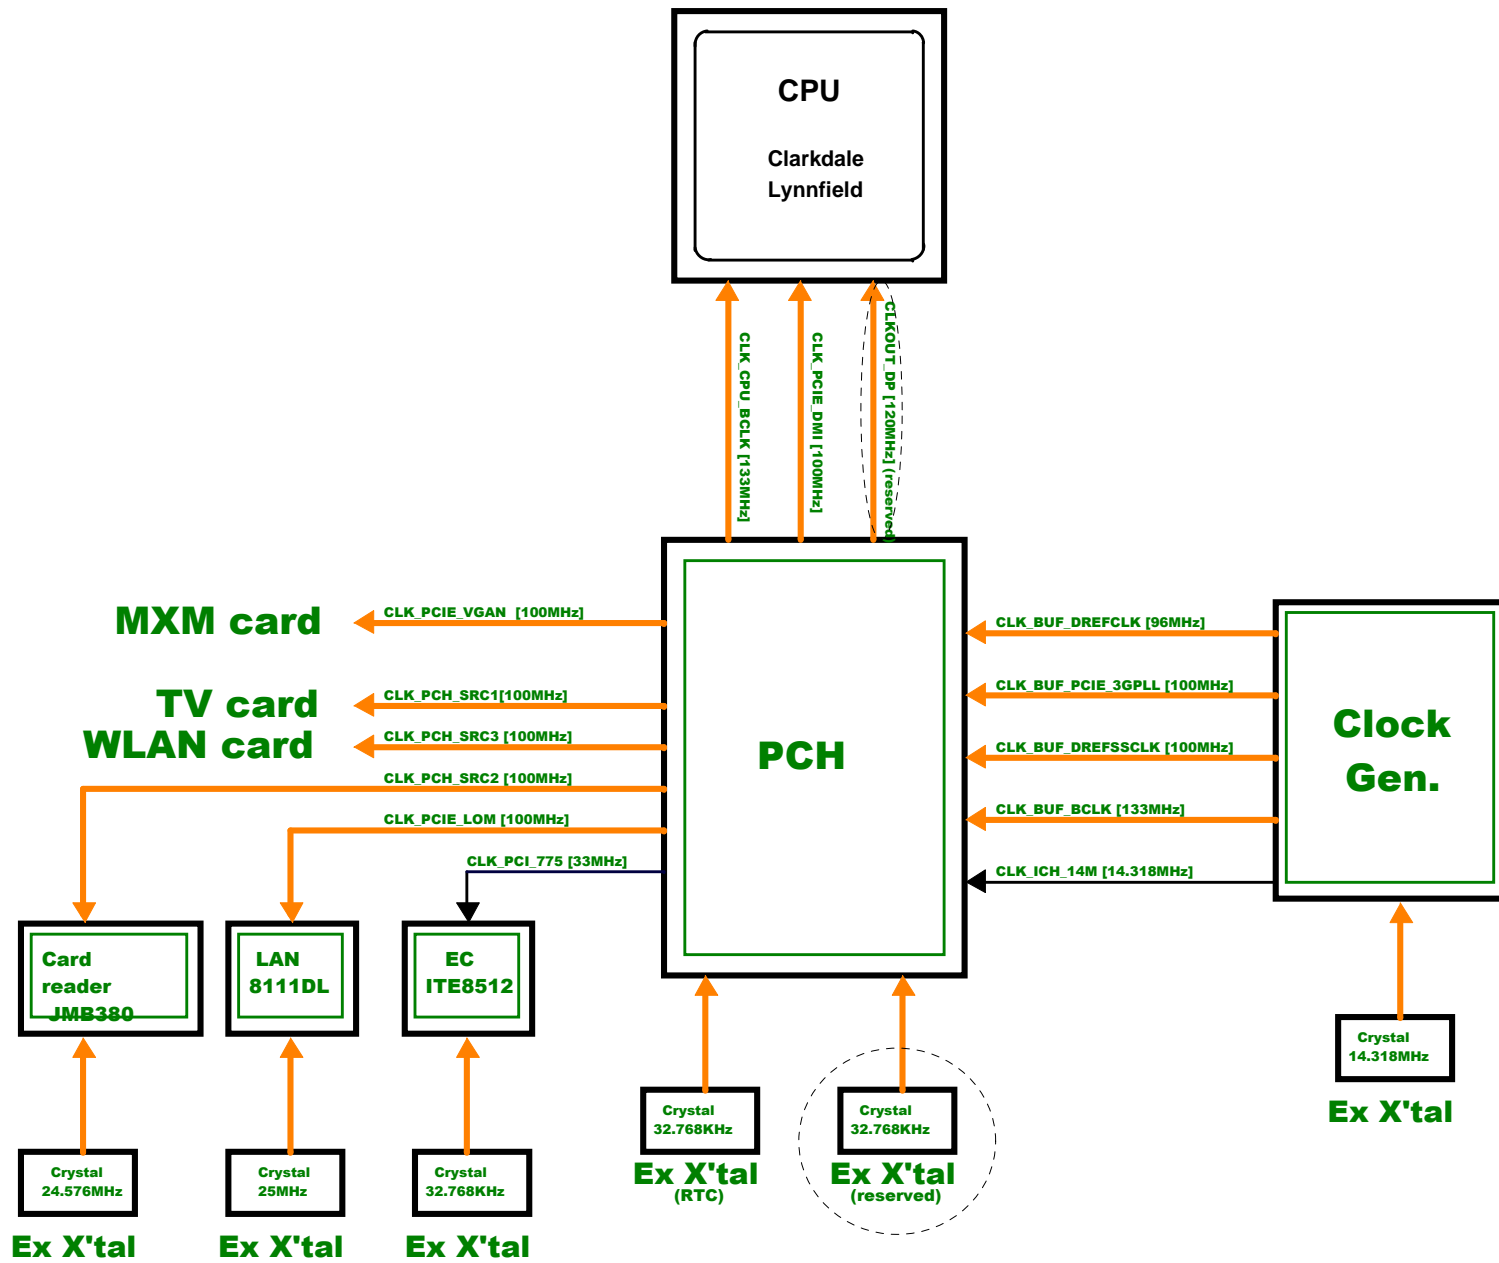 CPU
Clarkdale
Lynnfield
CLK_CPU_BCLK [133MHz]
CLK_PCIE_DMI [100MHz]
CLKOUT_DP [120MHz] (reserved)
MXM card
CLK_PCIE_VGAN [100MHz]
TV card
CLK_PCH_SRC1[100MHz]
WLAN card
CLK_PCH_SRC3 [100MHz]
CLK_PCH_SRC2 [100MHz]
CLK_PCIE_LOM [100MHz]
CLK_PCI_775 [33MHz]
PCH
CLK_BUF_DREFCLK [96MHz]
CLK_BUF_PCIE_3GPLL [100MHz]
CLK_BUF_DREFSSCLK [100MHz]
CLK_BUF_BCLK [133MHz]
CLK_ICH_14M [14.318MHz]
Clock
Gen.
Card
reader
JMB380
LAN
8111DL
EC
ITE8512
Crystal
14.318MHz
Ex X'tal
Crystal
32.768KHz
Ex X'tal
(RTC)
Crystal
32.768KHz
Ex X'tal
(reserved)
Crystal
24.576MHz
Ex X'tal
Crystal
25MHz
Ex X'tal
Crystal
32.768KHz
Ex X'tal